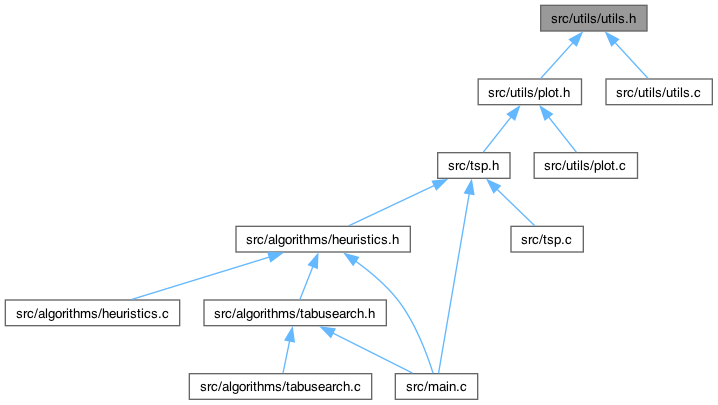 src/utils/utils.h
src/utils/plot.h
src/utils/utils.c
src/tsp.h
src/utils/plot.c
src/algorithms/heuristics.h
src/tsp.c
src/algorithms/heuristics.c
src/algorithms/tabusearch.h
src/algorithms/tabusearch.c
src/main.c